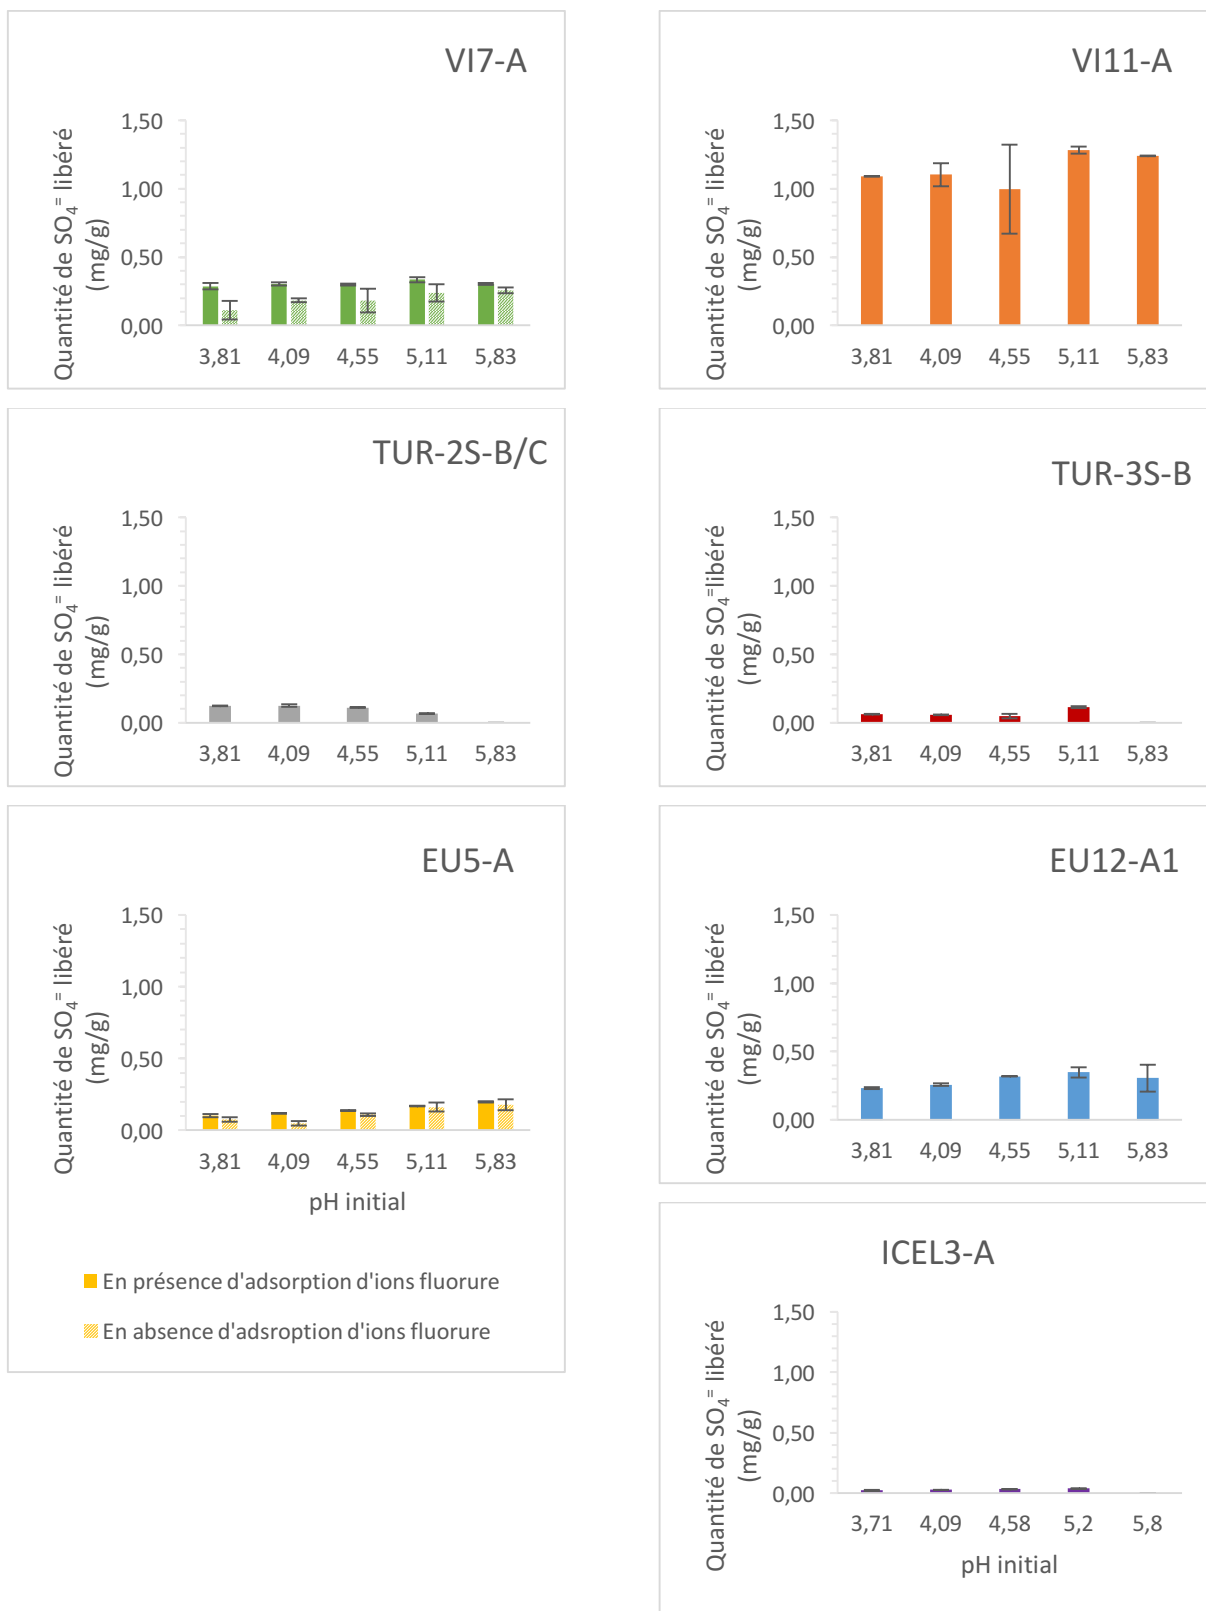 VI7-A
Quantité de SO₄⁼ libéré
(mg/g)
1,50
1,00
0,50
0,00
3,81 4,09 4,55 5,11 5,83
VI11-A
Quantité de SO₄⁼ libéré
(mg/g)
1,50
1,00
0,50
0,00
3,81 4,09 4,55 5,11 5,83
TUR-2S-B/C
Quantité de SO₄⁼ libéré
(mg/g)
1,50
1,00
0,50
0,00
3,81 4,09 4,55 5,11 5,83
TUR-3S-B
Quantité de SO₄⁼libéré
(mg/g)
1,50
1,00
0,50
0,00
3,81 4,09 4,55 5,11 5,83
EU5-A
Quantité de SO₄⁼ libéré
(mg/g)
1,50
1,00
0,50
0,00
3,81 4,09 4,55 5,11 5,83
pH initial
En présence d'adsorption d'ions fluorure
En absence d'adsroption d'ions fluorure
EU12-A1
Quantité de SO₄⁼ libéré
(mg/g)
1,50
1,00
0,50
0,00
3,81 4,09 4,55 5,11 5,83
ICEL3-A
Quantité de SO₄⁼ libéré
(mg/g)
1,50
1,00
0,50
0,00
3,71 4,09 4,58 5,2 5,8
pH initial